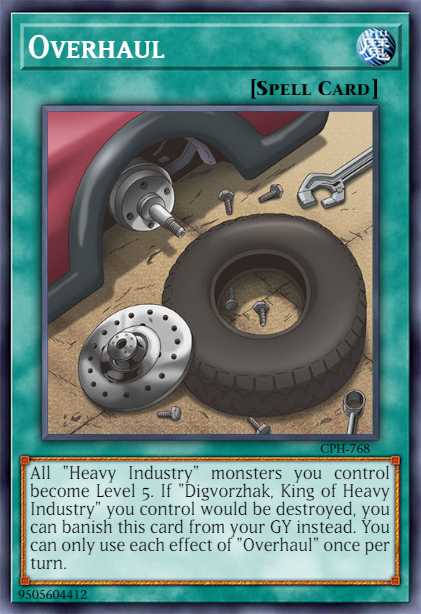 Overhaul
魔
[Spell Card]
CPH-768
All "Heavy Industry" monsters you control
become Level 5. If "Digvorzhak, King of Heavy
Industry" you control would be destroyed, you
can banish this card from your GY instead. You
can only use each effect of "Overhaul" once per
turn.
9505604412